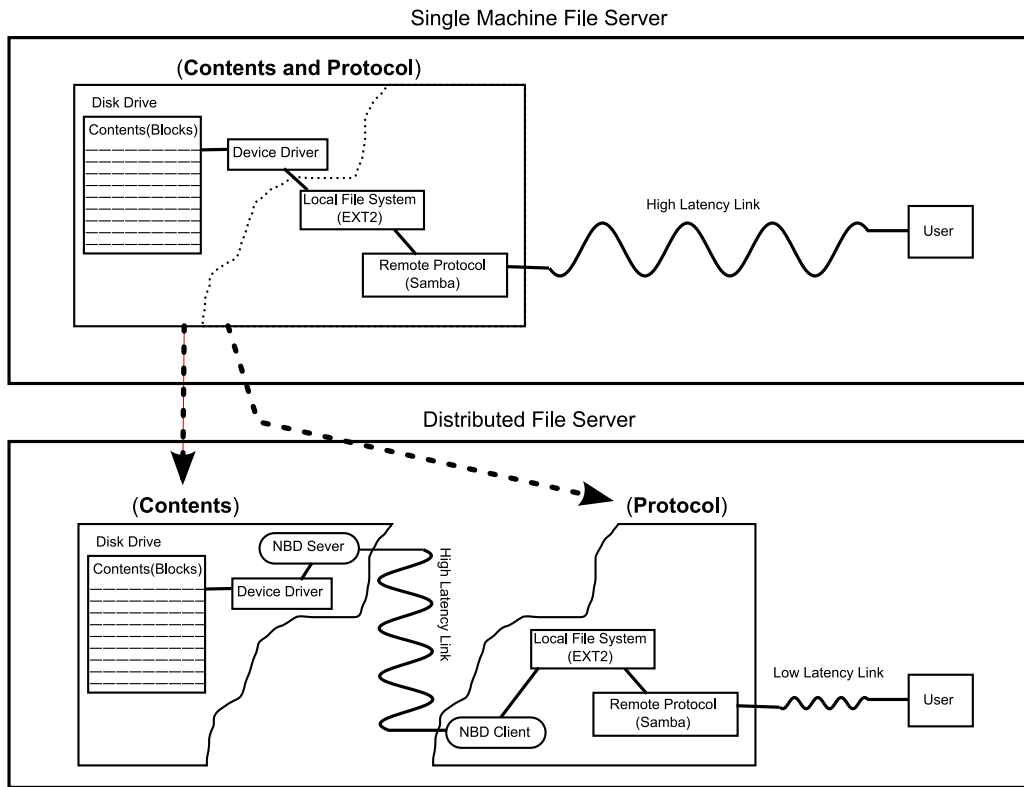 Single Machine File Server
(Contents and Protocol)
Disk Drive
Contents(Blocks)
Device Driver
Local File System
(EXT2)
Remote Protocol
(Samba)
High Latency Link
User
Distributed File Server
(Contents)
(Protocol)
Disk Drive
Contents(Blocks)
NBD Sever
Device Driver
High Latency Link
NBD Client
Local File System
(EXT2)
Remote Protocol
(Samba)
Low Latency Link
User